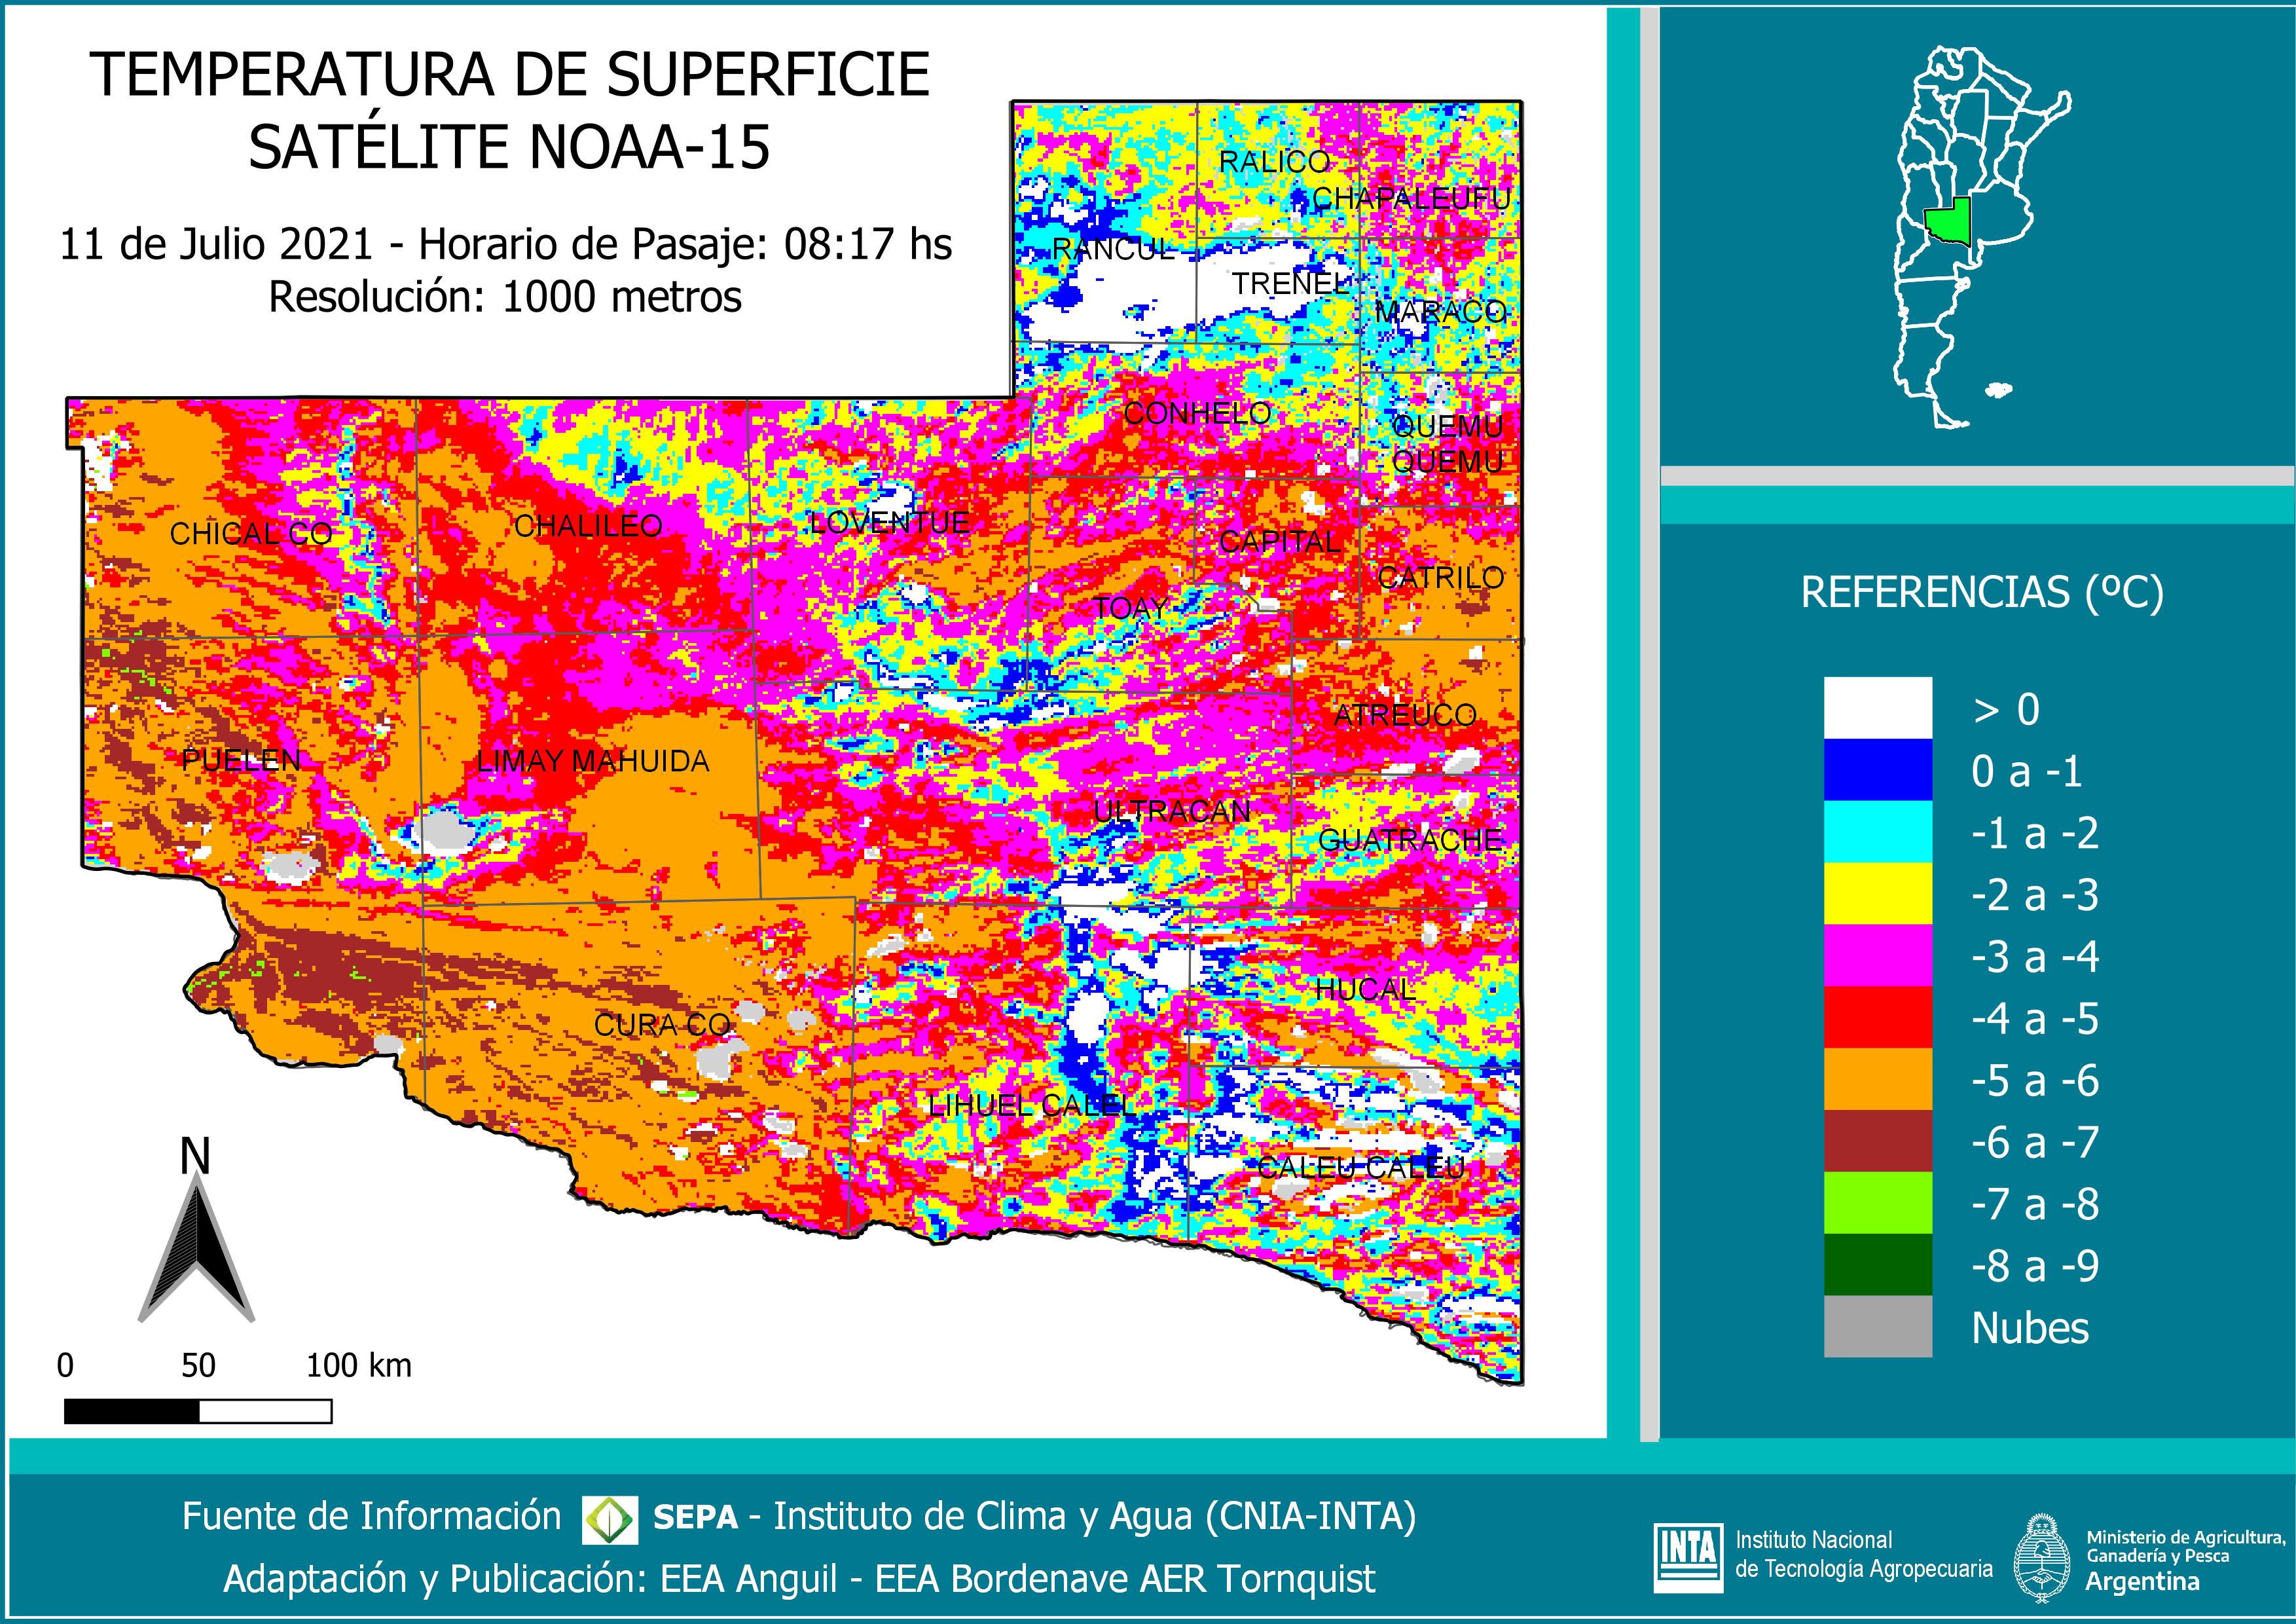 TEMPERATURA DE SUPERFICIE
SATÉLITE NOAA-15
11 de Julio 2021 - Horario de Pasaje: 08:17 hs
Resolución: 1000 metros
RALICO
CHAPALEUFU
RANCUL
TRENEL
MARACO
CONHELO
QUEMU
QUEMU
CHICAL CO
CHALILEO
LOVENTUE
CAPITAL
CATRILO
TOAY
ATREUCO
PUELEN
LIMAY MAHUIDA
ULTRACAN
GUATRACHE
HUCAL
CURA CO
LIHUEL CALEL
CALEU CALEU
N
0 50 100 km
REFERENCIAS (ºC)
> 0
0 a -1
-1 a -2
-2 a -3
-3 a -4
-4 a -5
-5 a -6
-6 a -7
-7 a -8
-8 a -9
Nubes
Fuente de Información SEPA - Instituto de Clima y Agua (CNIA-INTA)
Adaptación y Publicación: EEA Anguil - EEA Bordenave AER Tornquist
INTA
Instituto Nacional
de Tecnología Agropecuaria
Ministerio de Agricultura,
Ganadería y Pesca
Argentina